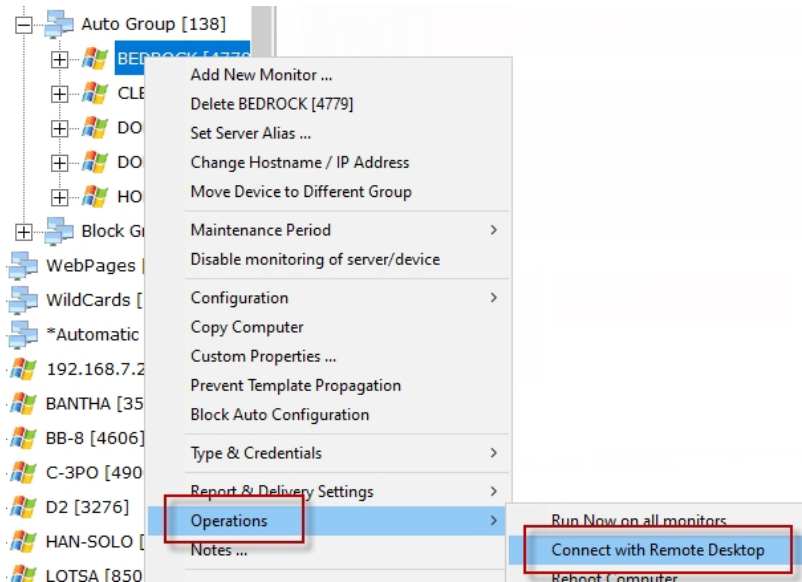 Auto Group [138]
BEDROCK [4779
Add New Monitor ...
Delete BEDROCK [4779]
Set Server Alias ...
Change Hostname / IP Address
Move Device to Different Group
Maintenance Period
Disable monitoring of server/device
Configuration
Copy Computer
Custom Properties ...
Prevent Template Propagation
Block Auto Configuration
Type & Credentials
Report & Delivery Settings
Operations
Notes ...
Run Now on all monitors
Connect with Remote Desktop
Reboot Computer
CLE
DO
DO
HO
Block Gr
WebPages [
WildCards [
*Automatic
192.168.7.2
BANTHA [35
BB-8 [4606]
C-3PO [490
D2 [3276]
HAN-SOLO [
LOTSA [850